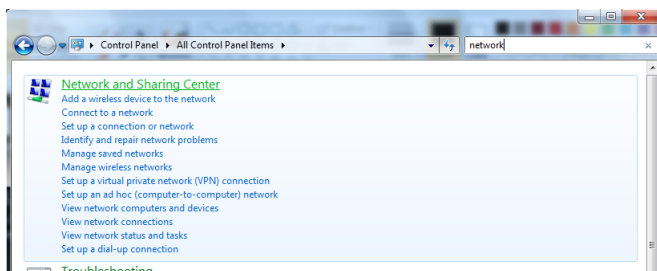 Control Panel ▸ All Control Panel Items ▸ network
Network and Sharing Center
Add a wireless device to the network
Connect to a network
Set up a connection or network
Identify and repair network problems
Manage saved networks
Manage wireless networks
Set up a virtual private network (VPN) connection
Set up an ad hoc (computer-to-computer) network
View network computers and devices
View network connections
View network status and tasks
Set up a dial-up connection
Troubleshooting